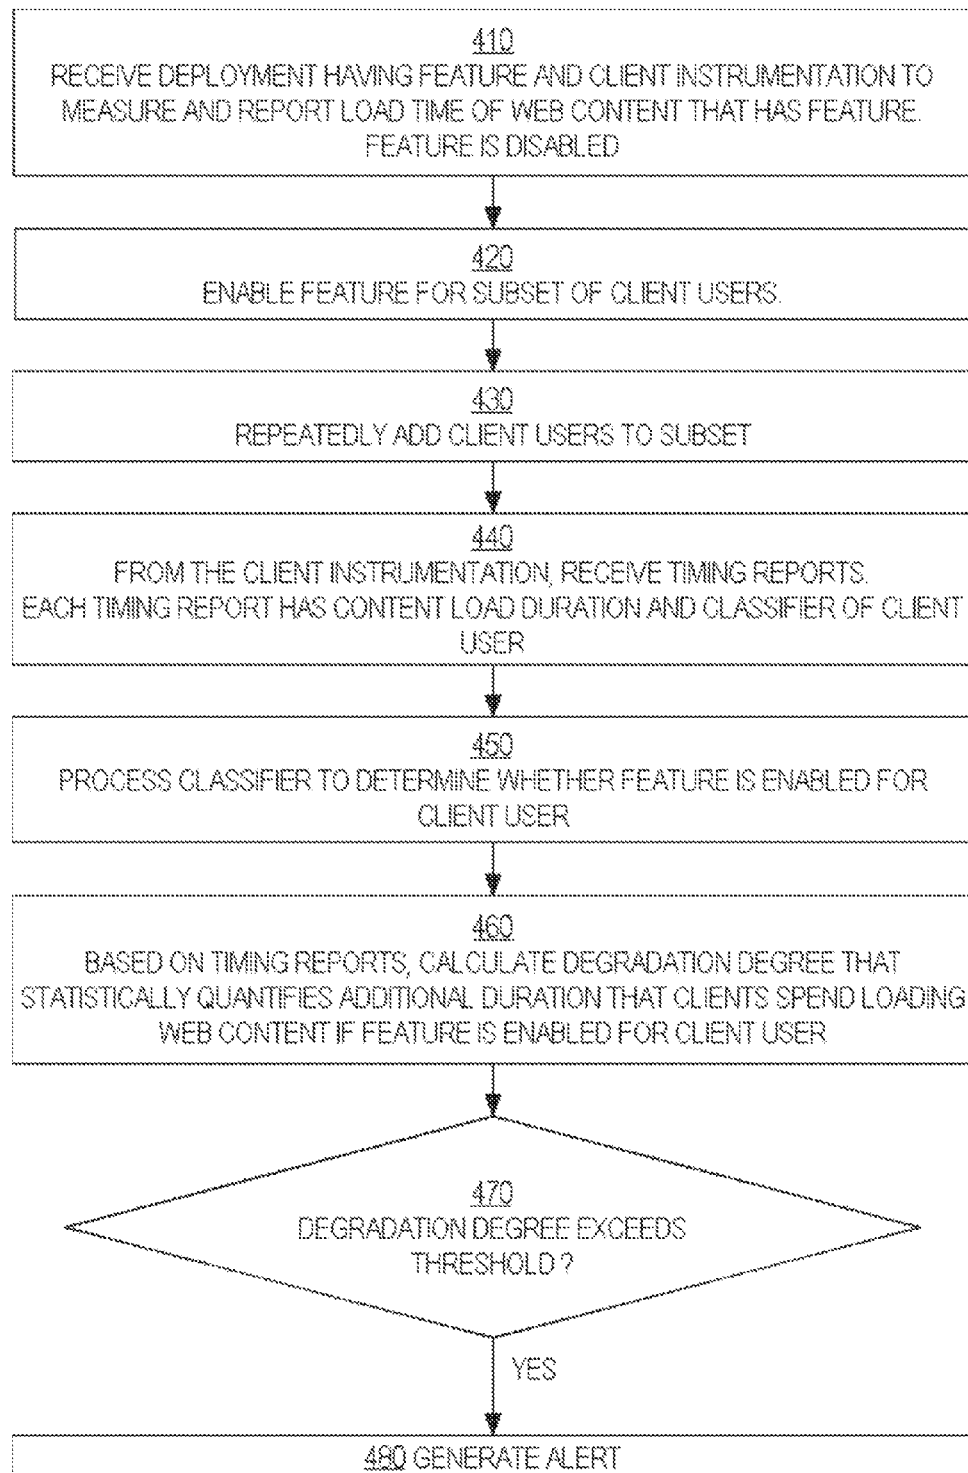 410
RECEIVE DEPLOYMENT HAVING FEATURE AND CLIENT INSTRUMENTATION TO
MEASURE AND REPORT LOAD TIME OF WEB CONTENT THAT HAS FEATURE.
FEATURE IS DISABLED
420
ENABLE FEATURE FOR SUBSET OF CLIENT USERS.
430
REPEATEDLY ADD CLIENT USERS TO SUBSET
440
FROM THE CLIENT INSTRUMENTATION, RECEIVE TIMING REPORTS.
EACH TIMING REPORT HAS CONTENT LOAD DURATION AND CLASSIFIER OF CLIENT
USER
450
PROCESS CLASSIFIER TO DETERMINE WHETHER FEATURE IS ENABLED FOR
CLIENT USER
460
BASED ON TIMING REPORTS, CALCULATE DEGRADATION DEGREE THAT
STATISTICALLY QUANTIFIES ADDITIONAL DURATION THAT CLIENTS SPEND LOADING
WEB CONTENT IF FEATURE IS ENABLED FOR CLIENT USER
470
DEGRADATION DEGREE EXCEEDS
THRESHOLD ?
YES
480 GENERATE ALERT